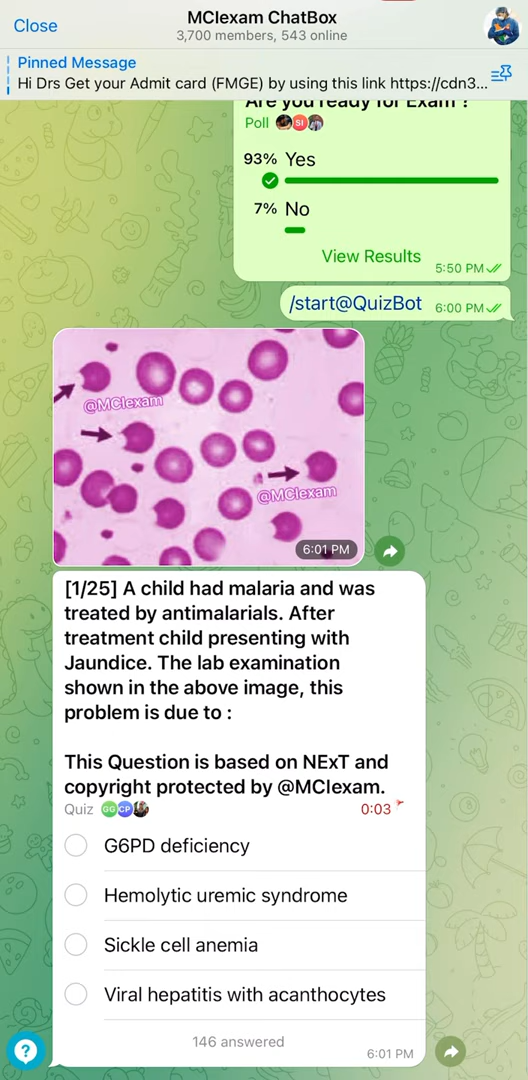 Close
MCIexam ChatBox
3,700 members, 543 online
Pinned Message
Hi Drs Get your Admit card (FMGE) by using this link https://cdn3...
Are you ready for Exam ?
Poll
SI
93% Yes
7% No
View Results
5:50 PM
/start@QuizBot 6:00 PM
@MCIexam
@MCIexam
6:01 PM
[1/25] A child had malaria and was
treated by antimalarials. After
treatment child presenting with
Jaundice. The lab examination
shown in the above image, this
problem is due to :
This Question is based on NExT and
copyright protected by @MCIexam.
Quiz GG CP 0:03
G6PD deficiency
Hemolytic uremic syndrome
Sickle cell anemia
Viral hepatitis with acanthocytes
146 answered
6:01 PM
?